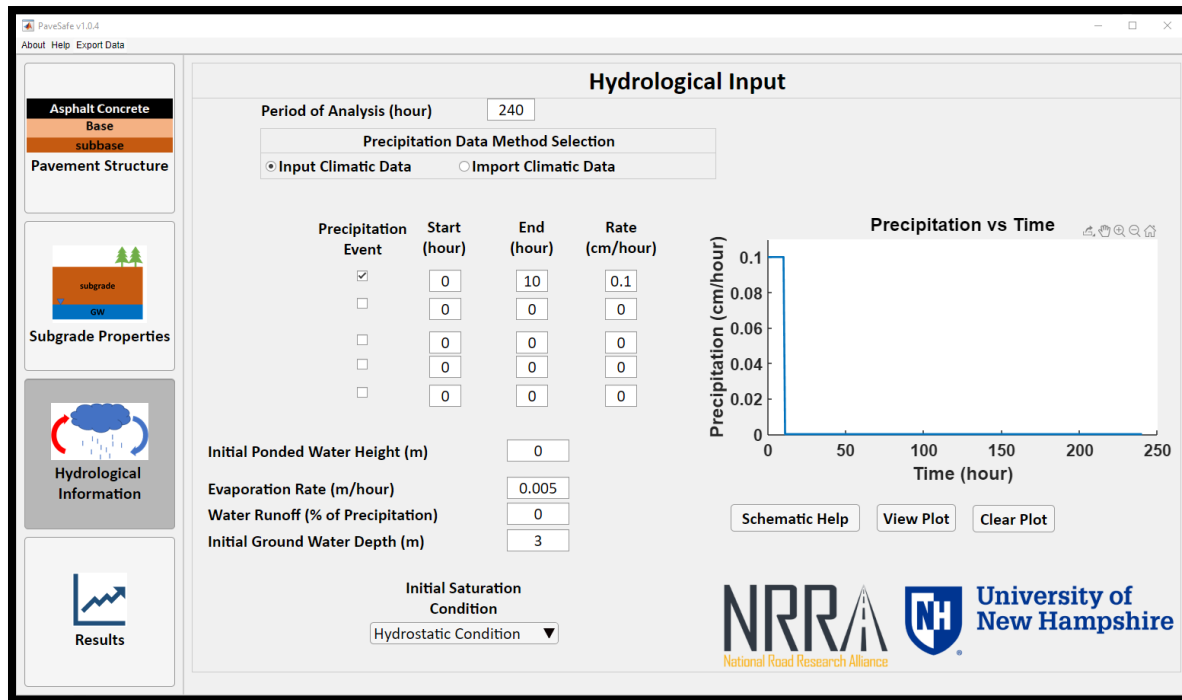 PaveSafe v1.0.4
About Help Export Data
Asphalt Concrete
Base
subbase
Pavement Structure
subgrade
GW
Subgrade Properties
Hydrological
Information
Results
Hydrological Input
Period of Analysis (hour) 240
Precipitation Data Method Selection
Input Climatic Data Import Climatic Data
Precipitation Start End Rate
Event (hour) (hour) (cm/hour)
0 10 0.1
0 0 0
0 0 0
0 0 0
0 0 0
Initial Ponded Water Height (m) 0
Evaporation Rate (m/hour) 0.005
Water Runoff (% of Precipitation) 0
Initial Ground Water Depth (m) 3
Initial Saturation
Condition
Hydrostatic Condition
Precipitation vs Time
Precipitation (cm/hour)
0.1
0.08
0.06
0.04
0.02
0
0 50 100 150 200 250
Time (hour)
Schematic Help View Plot Clear Plot
NRRA
National Road Research Alliance
NH
University of
New Hampshire